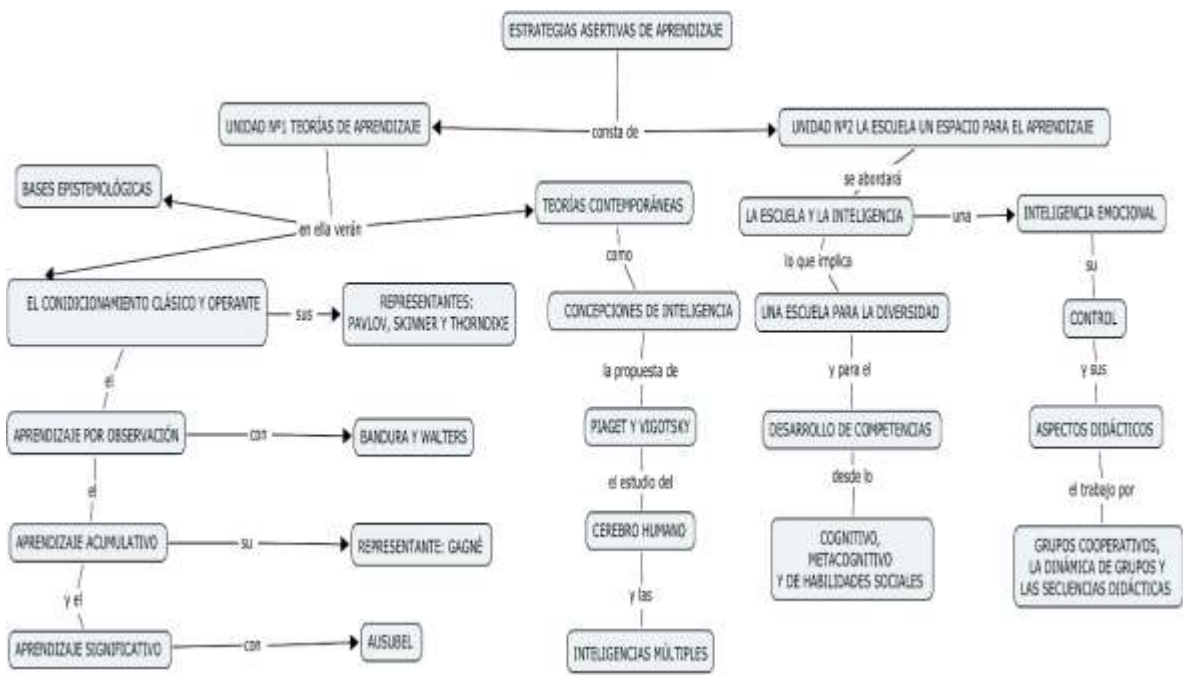 ESTRATEGIAS ASERTIVAS DE APRENDIZAJE
consta de
UNIDAD Nº1 TEORÍAS DE APRENDIZAJE
UNIDAD Nº2 LA ESCUELA UN ESPACIO PARA EL APRENDIZAJE
en ella verán
BASES EPISTEMOLÓGICAS
EL CONIDICIONAMIENTO CLÁSICO Y OPERANTE
sus
REPRESENTANTES:
PAVLOV, SKINNER Y THORNDIKE
el
APRENDIZAJE POR OBSERVACIÓN
con
BANDURA Y WALTERS
el
APRENDIZAJE ACUMULATIVO
su
REPRESENTANTE: GAGNÉ
y el
APRENDIZAJE SIGNIFICATIVO
con
AUSUBEL
TEORÍAS CONTEMPORÁNEAS
como
CONCEPCIONES DE INTELIGENCIA
la propuesta de
PIAGET Y VIGOTSKY
el estudio del
CEREBRO HUMANO
y las
INTELIGENCIAS MÚLTIPLES
se abordará
LA ESCUELA Y LA INTELIGENCIA
una
INTELIGENCIA EMOCIONAL
lo que implica
UNA ESCUELA PARA LA DIVERSIDAD
y para el
DESARROLLO DE COMPETENCIAS
desde lo
COGNITIVO,
METACOGNITIVO
Y DE HABILIDADES SOCIALES
su
CONTROL
y sus
ASPECTOS DIDÁCTICOS
el trabajo por
GRUPOS COOPERATIVOS,
LA DINÁMICA DE GRUPOS Y
LAS SECUENCIAS DIDÁCTICAS